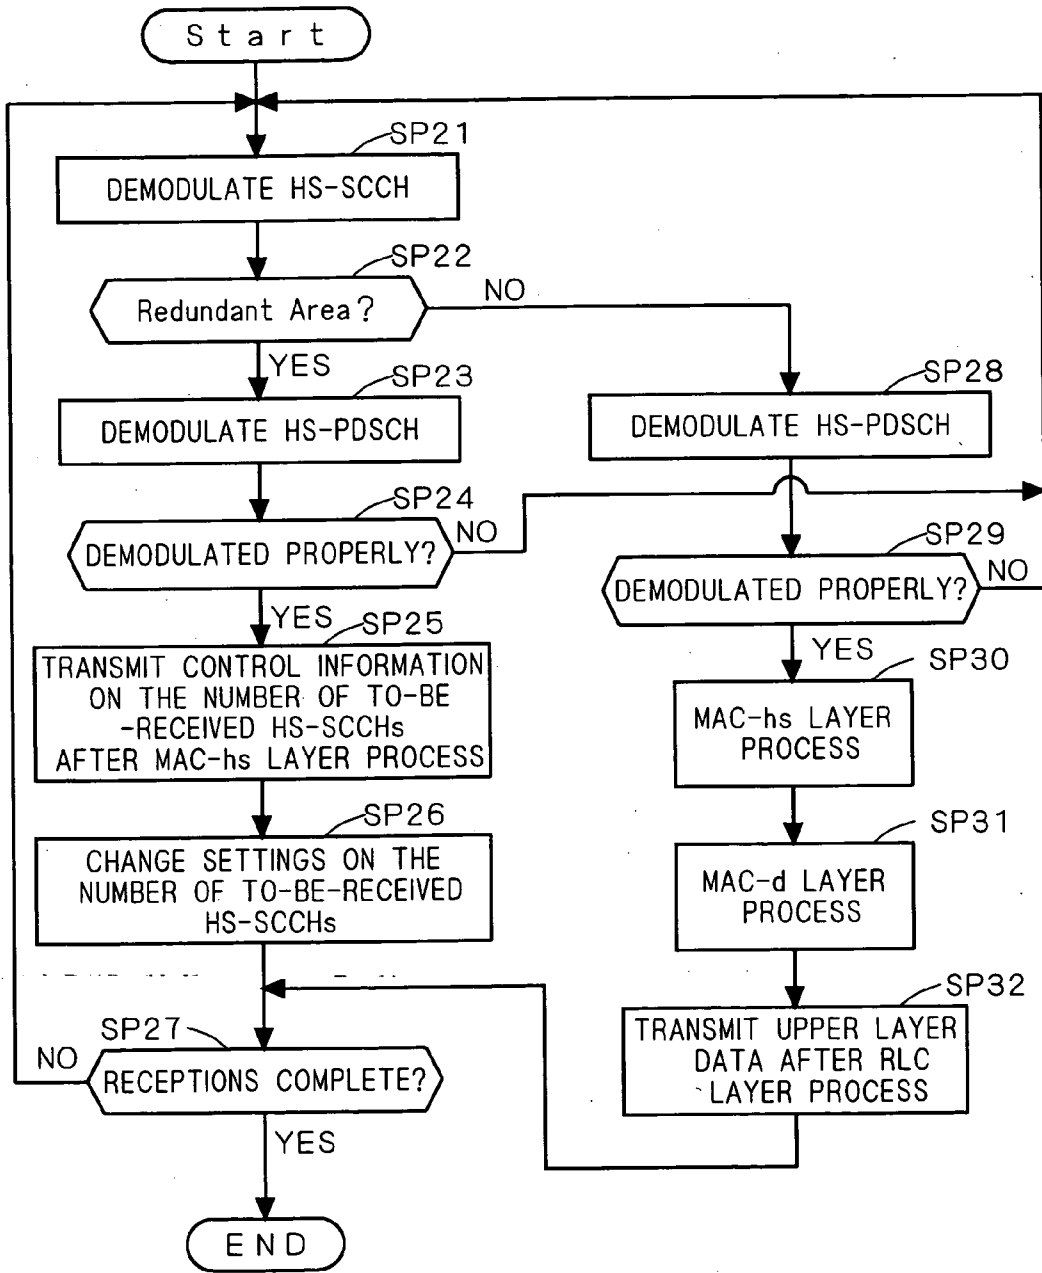 Start
SP21
DEMODULATE HS-SCCH
SP22
Redundant Area?
NO
YES
SP23
DEMODULATE HS-PDSCH
SP28
DEMODULATE HS-PDSCH
SP24
DEMODULATED PROPERLY?
NO
SP29
DEMODULATED PROPERLY?
NO
YES
SP25
TRANSMIT CONTROL INFORMATION
ON THE NUMBER OF TO-BE
-RECEIVED HS-SCCHs
AFTER MAC-hs LAYER PROCESS
YES
SP30
MAC-hs LAYER
PROCESS
SP26
CHANGE SETTINGS ON THE
NUMBER OF TO-BE-RECEIVED
HS-SCCHs
SP31
MAC-d LAYER
PROCESS
SP32
TRANSMIT UPPER LAYER
DATA AFTER RLC
LAYER PROCESS
SP27
RECEPTIONS COMPLETE?
NO
YES
END